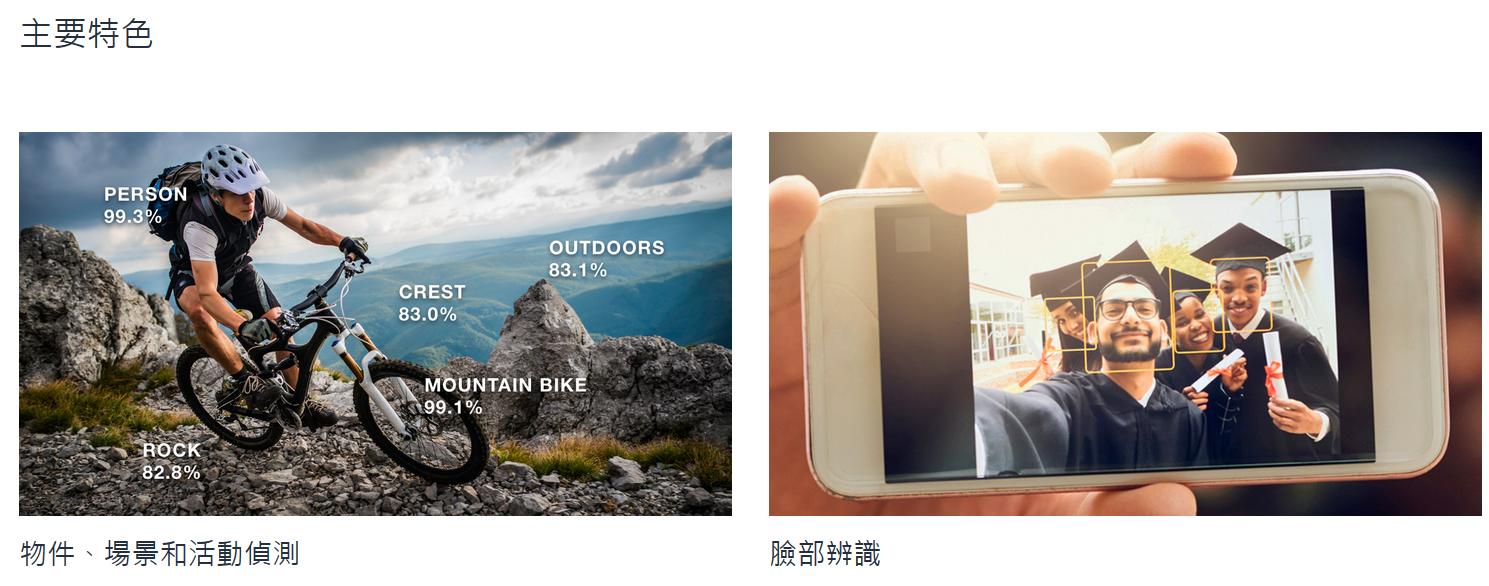 主要特色
PERSON
99.3%
OUTDOORS
83.1%
CREST
83.0%
MOUNTAIN BIKE
99.1%
ROCK
82.8%
物件、場景和活動偵測
臉部辨識